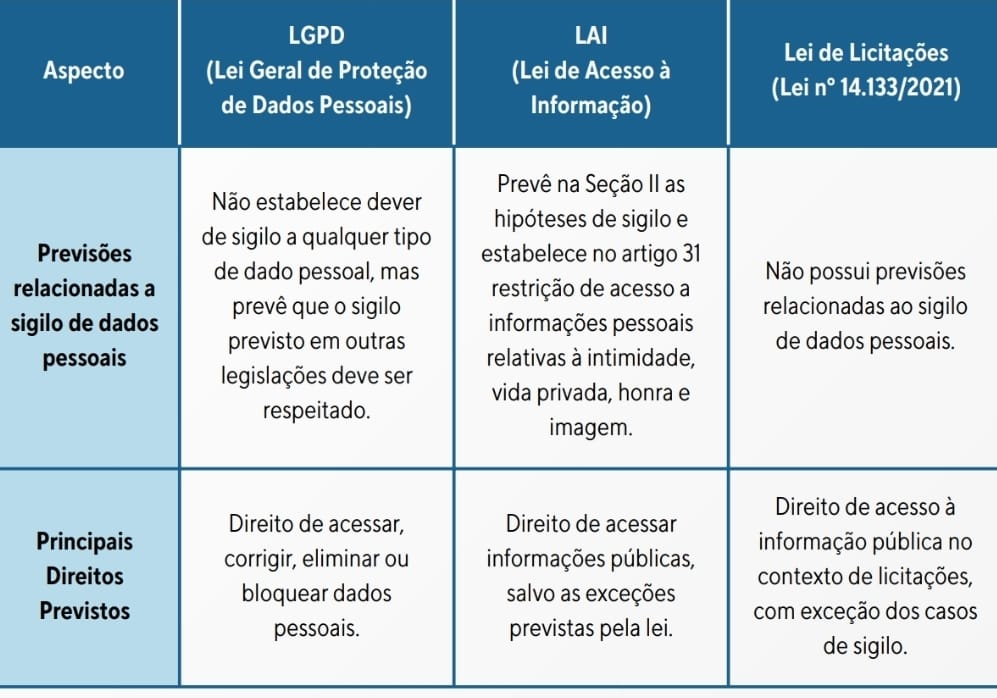 Aspecto
LGPD
(Lei Geral de Proteção
de Dados Pessoais)
LAI
(Lei de Acesso à
Informação)
Lei de Licitações
(Lei nº 14.133/2021)
Previsões
relacionadas a
sigilo de dados
pessoais
Não estabelece dever
de sigilo a qualquer tipo
de dado pessoal, mas
prevê que o sigilo
previsto em outras
legislações deve ser
respeitado.
Prevê na Seção II as
hipóteses de sigilo e
estabelece no artigo 31
restrição de acesso a
informações pessoais
relativas à intimidade,
vida privada, honra e
imagem.
Não possui previsões
relacionadas ao sigilo
de dados pessoais.
Principais
Direitos
Previstos
Direito de acessar,
corrigir, eliminar ou
bloquear dados
pessoais.
Direito de acessar
informações públicas,
salvo as exceções
previstas pela lei.
Direito de acesso à
informação pública no
contexto de licitações,
com exceção dos casos
de sigilo.